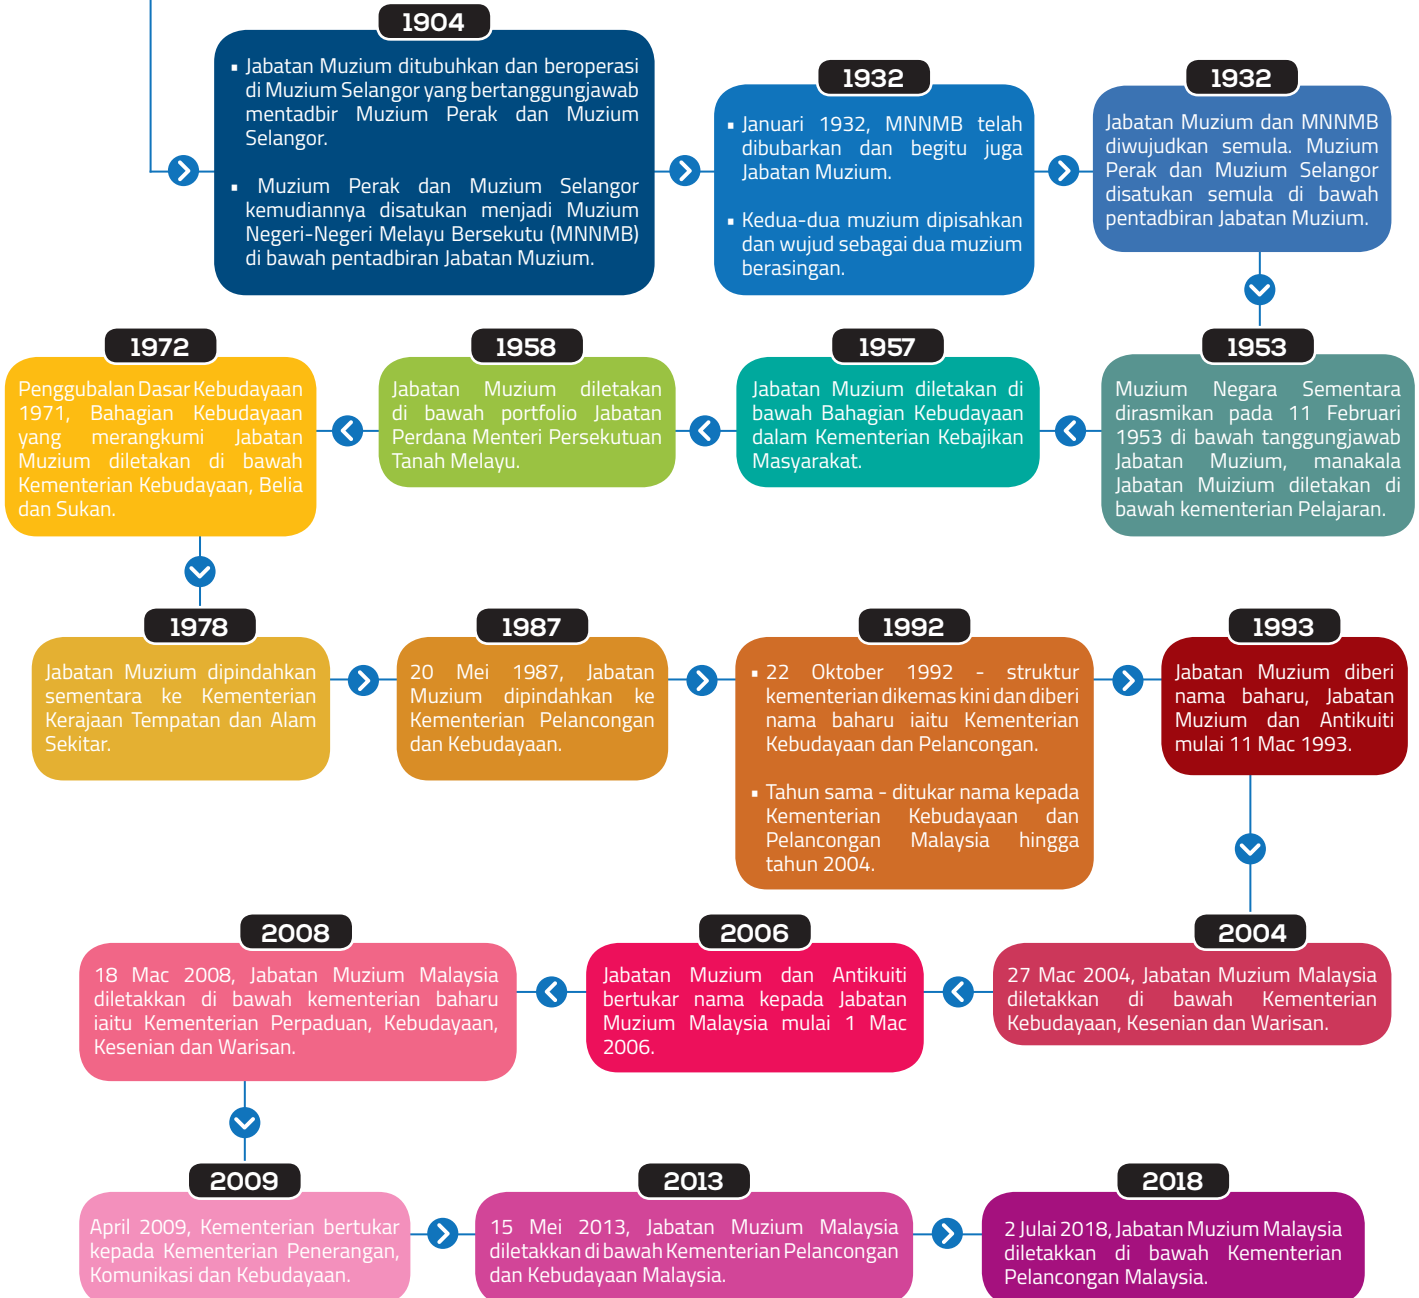 1904
▪ Jabatan Muzium ditubuhkan dan beroperasi
di Muzium Selangor yang bertanggungjawab
mentadbir Muzium Perak dan Muzium
Selangor.
▪ Muzium Perak dan Muzium Selangor
kemudiannya disatukan menjadi Muzium
Negeri-Negeri Melayu Bersekutu (MNNMB)
di bawah pentadbiran Jabatan Muzium.
1932
▪ Januari 1932, MNNMB telah
dibubarkan dan begitu juga
Jabatan Muzium.
▪ Kedua-dua muzium dipisahkan
dan wujud sebagai dua muzium
berasingan.
1932
Jabatan Muzium dan MNNMB
diwujudkan semula. Muzium
Perak dan Muzium Selangor
disatukan semula di bawah
pentadbiran Jabatan Muzium.
1953
Muzium Negara Sementara
dirasmikan pada 11 Februari
1953 di bawah tanggungjawab
Jabatan Muzium, manakala
Jabatan Muizium diletakan di
bawah kementerian Pelajaran.
1957
Jabatan Muzium diletakan di
bawah Bahagian Kebudayaan
dalam Kementerian Kebajikan
Masyarakat.
1958
Jabatan Muzium diletakan
di bawah portfolio Jabatan
Perdana Menteri Persekutuan
Tanah Melayu.
1972
Penggubalan Dasar Kebudayaan
1971, Bahagian Kebudayaan
yang merangkumi Jabatan
Muzium diletakan di bawah
Kementerian Kebudayaan, Belia
dan Sukan.
1978
Jabatan Muzium dipindahkan
sementara ke Kementerian
Kerajaan Tempatan dan Alam
Sekitar.
1987
20 Mei 1987, Jabatan
Muzium dipindahkan ke
Kementerian Pelancongan
dan Kebudayaan.
1992
▪ 22 Oktober 1992 - struktur
kementerian dikemas kini dan diberi
nama baharu iaitu Kementerian
Kebudayaan dan Pelancongan.
▪ Tahun sama - ditukar nama kepada
Kementerian Kebudayaan dan
Pelancongan Malaysia hingga
tahun 2004.
1993
Jabatan Muzium diberi
nama baharu, Jabatan
Muzium dan Antikuiti
mulai 11 Mac 1993.
2004
27 Mac 2004, Jabatan Muzium Malaysia
diletakkan di bawah Kementerian
Kebudayaan, Kesenian dan Warisan.
2006
Jabatan Muzium dan Antikuiti
bertukar nama kepada Jabatan
Muzium Malaysia mulai 1 Mac
2006.
2008
18 Mac 2008, Jabatan Muzium Malaysia
diletakkan di bawah kementerian baharu
iaitu Kementerian Perpaduan, Kebudayaan,
Kesenian dan Warisan.
2009
April 2009, Kementerian bertukar
kepada Kementerian Penerangan,
Komunikasi dan Kebudayaan.
2013
15 Mei 2013, Jabatan Muzium Malaysia
diletakkan di bawah Kementerian Pelancongan
dan Kebudayaan Malaysia.
2018
2 Julai 2018, Jabatan Muzium Malaysia
diletakkan di bawah Kementerian
Pelancongan Malaysia.